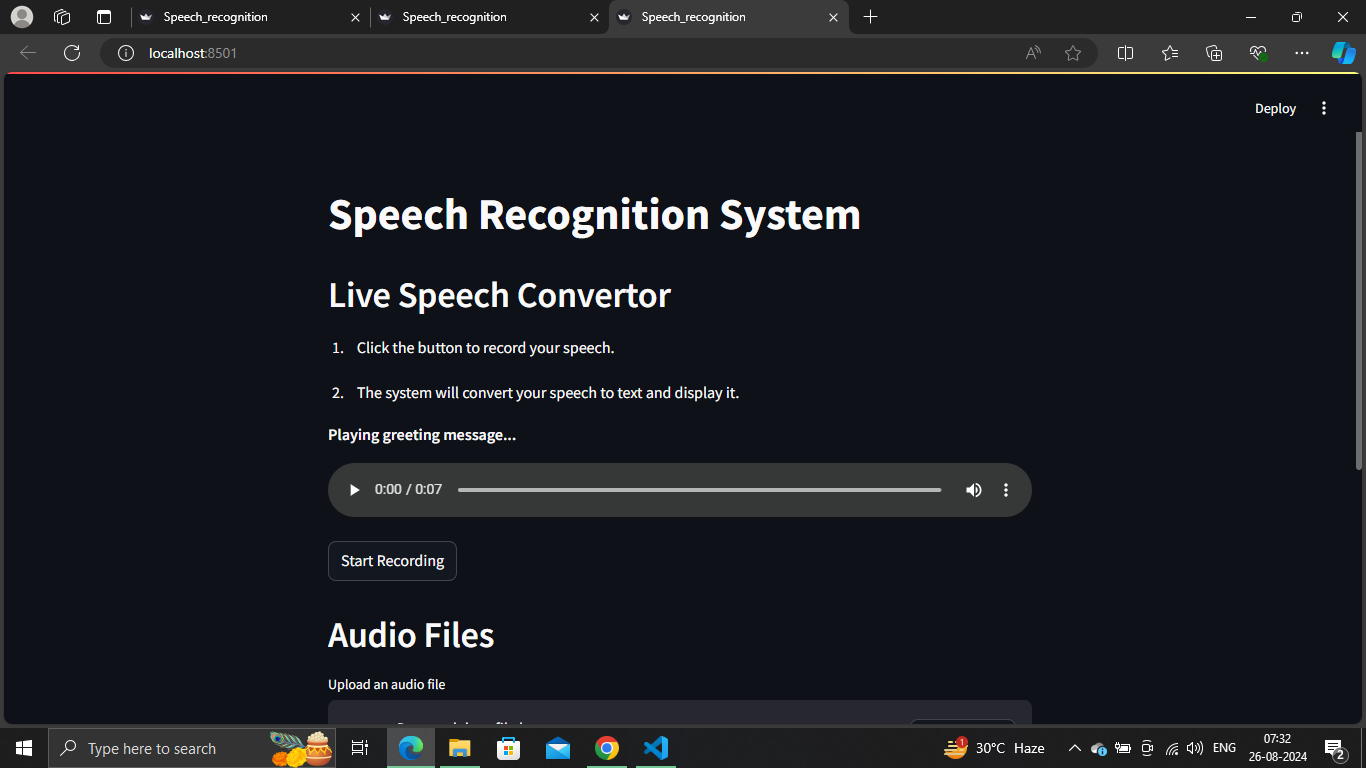 Speech_recognition
Speech_recognition
Speech_recognition
localhost:8501
Deploy
Speech Recognition System
Live Speech Convertor
1. Click the button to record your speech.
2. The system will convert your speech to text and display it.
Playing greeting message...
0:00 / 0:07
Start Recording
Audio Files
Upload an audio file
Type here to search
1
30°C Haze
ENG
07:32
26-08-2024
2